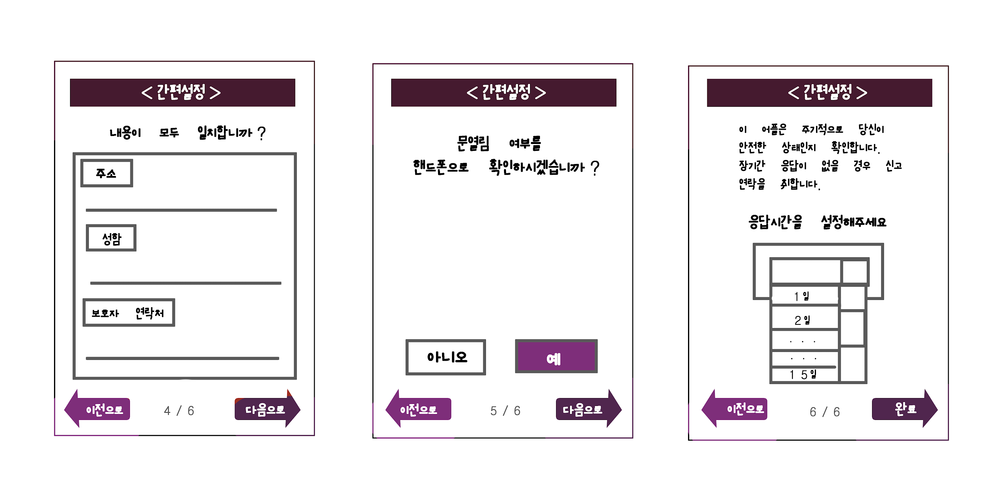 <간편설정>
내용이 모두 일치합니까?
주소
성함
보호자 연락처
이전으로
4 / 6
다음으로
<간편설정>
문열림 여부를
핸드폰으로 확인하시겠습니까?
아니오
예
이전으로
5 / 6
다음으로
<간편설정>
이 어플은 주기적으로 당신이
안전한 상태인지 확인합니다.
장기간 응답이 없을 경우 신고
연락을 취합니다.
응답시간을 설정해주세요
1일
2일
. . .
. . .
15일
이전으로
6 / 6
완료